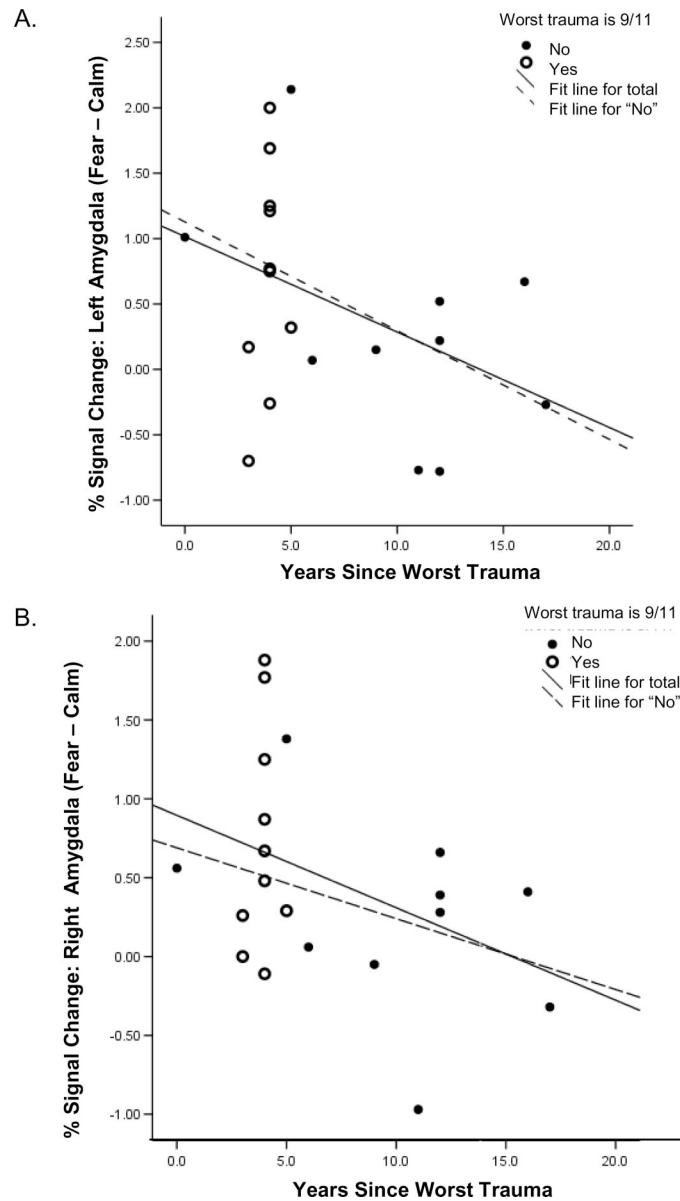 A.
Worst trauma is 9/11
No
Yes
Fit line for total
Fit line for “No”
% Signal Change: Left Amygdala (Fear – Calm)
2.50
2.00
1.50
1.00
0.50
0.00
-0.50
-1.00
0.0 5.0 10.0 15.0 20.0
Years Since Worst Trauma
B.
Worst trauma is 9/11
No
Yes
Fit line for total
Fit line for “No”
% Signal Change: Right Amygdala (Fear – Calm)
2.00
1.50
1.00
0.50
0.00
-0.50
-1.00
0.0 5.0 10.0 15.0 20.0
Years Since Worst Trauma